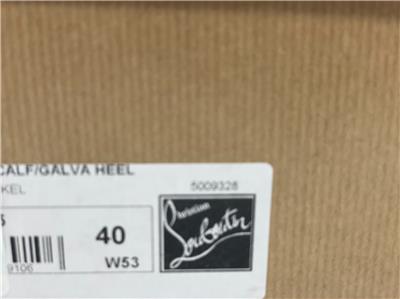 CALF/GALVA HEEL
KEL 5009328
40
9106 W53
Christian
Louboutin